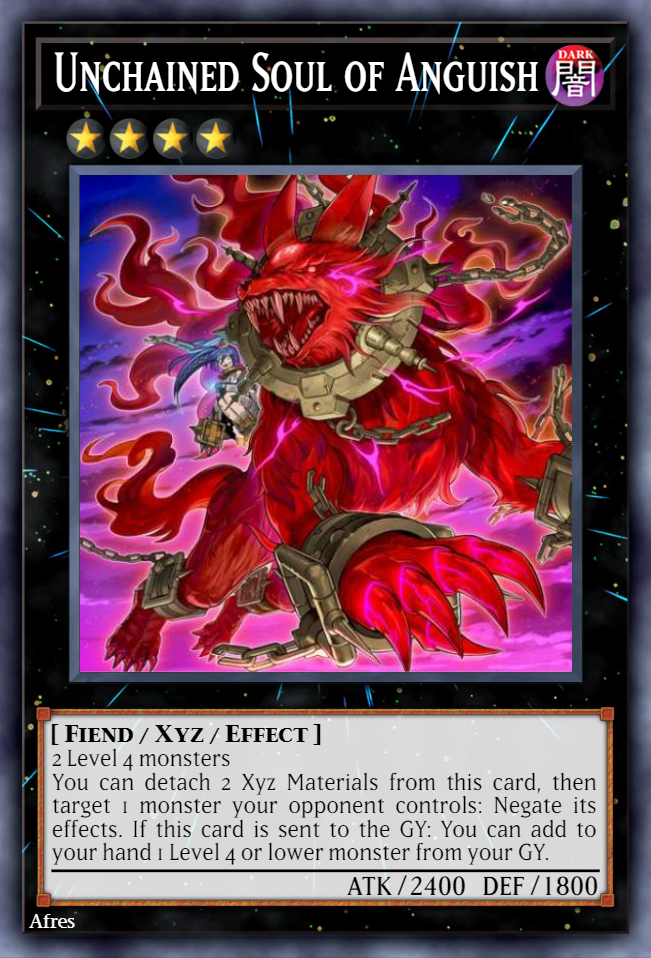 Unchained Soul of Anguish
DARK
闇
[ Fiend / Xyz / Effect ]
2 Level 4 monsters
You can detach 2 Xyz Materials from this card, then
target 1 monster your opponent controls: Negate its
effects. If this card is sent to the GY: You can add to
your hand 1 Level 4 or lower monster from your GY.
ATK / 2400 DEF / 1800
Afres